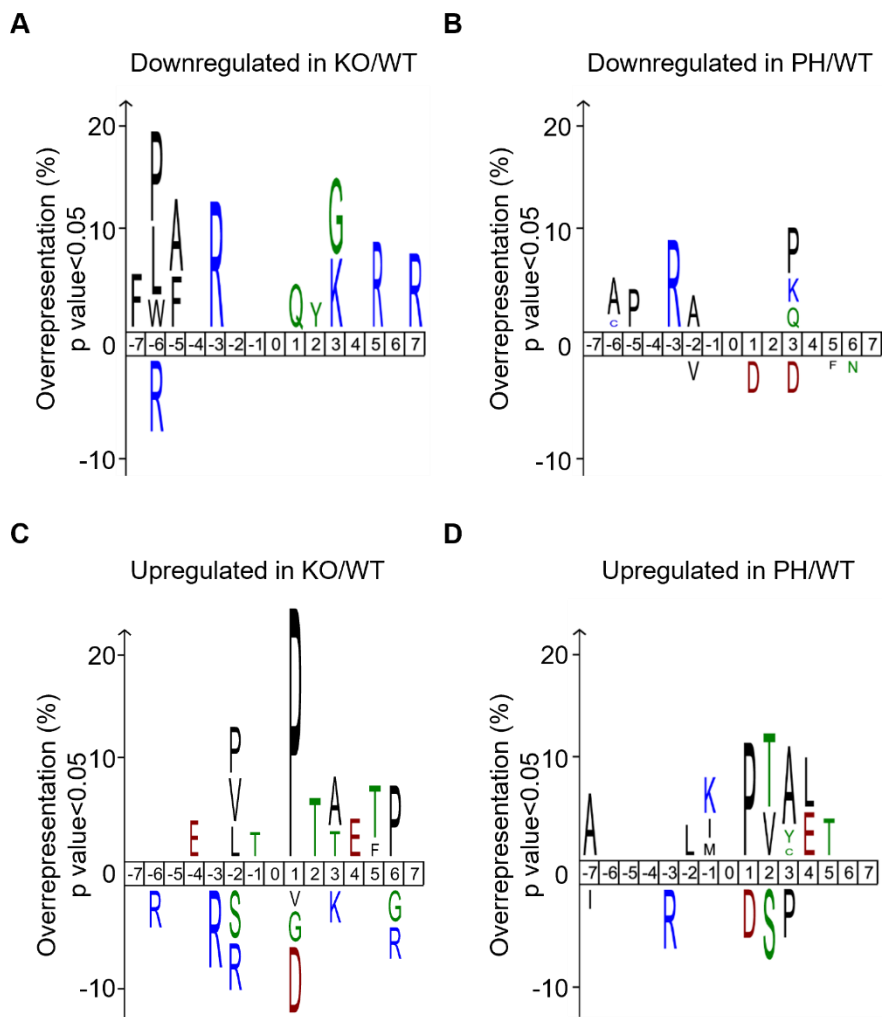 A
Downregulated in KO/WT
Overrepresentation (%)
p value<0.05
20
10
0
-10
F
P
L
W
A
F
R
Q
Y
G
K
R
R
-7 -6 -5 -4 -3 -2 -1 0 1 2 3 4 5 6 7
R
B
Downregulated in PH/WT
Overrepresentation (%)
p value<0.05
20
10
0
-10
A
C
P
R
A
P
K
Q
-7 -6 -5 -4 -3 -2 -1 0 1 2 3 4 5 6 7
V
D
D
F
N
C
Upregulated in KO/WT
Overrepresentation (%)
p value<0.05
20
10
0
-10
E
P
V
L
T
P
T
A
T
E
T
F
P
-7 -6 -5 -4 -3 -2 -1 0 1 2 3 4 5 6 7
R
R
S
R
V
G
D
K
G
R
D
Upregulated in PH/WT
Overrepresentation (%)
p value<0.05
20
10
0
-10
A
L
K
I
M
P
T
V
A
Y
C
L
E
T
-7 -6 -5 -4 -3 -2 -1 0 1 2 3 4 5 6 7
I
R
D
S
P